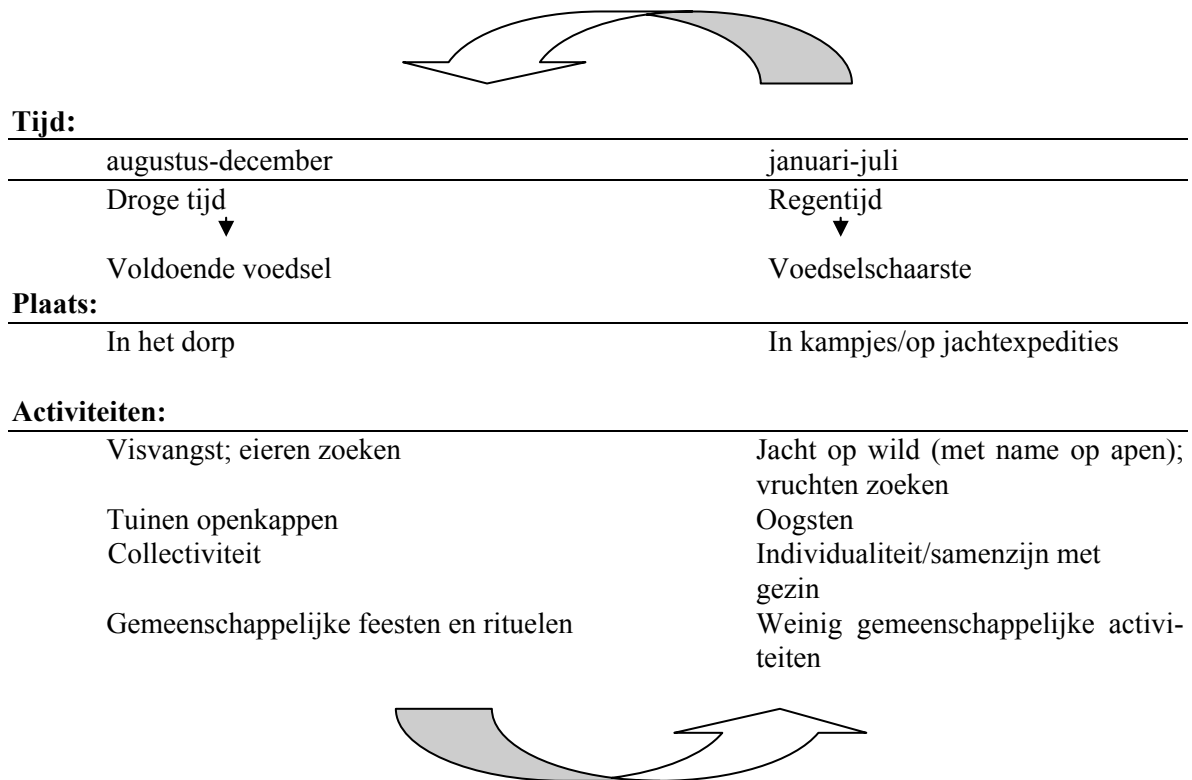 Tijd:
augustus-december januari-juli
Droge tijd Regentijd
Voldoende voedsel Voedselschaarste
Plaats:
In het dorp In kampjes/op jachtexpedities
Activiteiten:
Visvangst; eieren zoeken Jacht op wild (met name op apen);
vruchten zoeken
Tuinen openkappen Oogsten
Collectiviteit Individualiteit/samenzijn met
gezin
Gemeenschappelijke feesten en rituelen Weinig gemeenschappelijke activi-
teiten